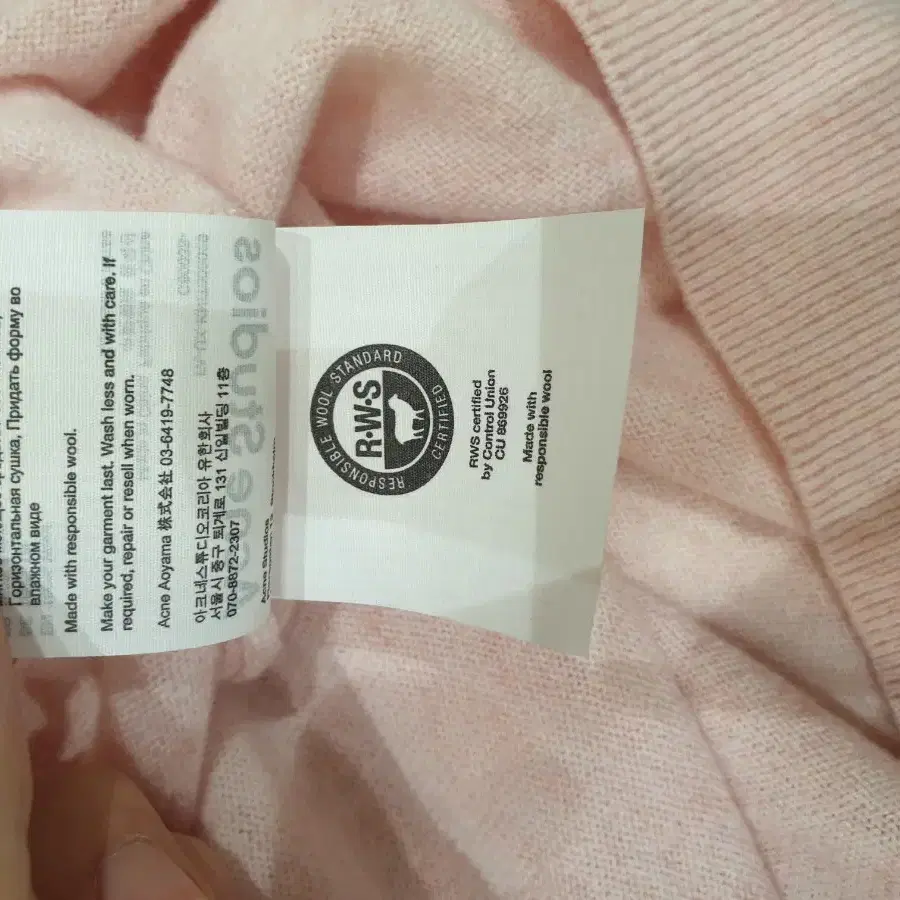 Горизонтальная сушка, Придать форму во
влажном виде
Made with responsible wool.
Make your garment last. Wash less and with care. If
required, repair or resell when worn.
Acne Aoyama 株式会社 03-6419-7748
아크네스튜디오코리아 유한회사
서울시 중구 퇴계로 131 신일빌딩 11층
070-8872-2307
Acne Studios
Acne Studios
RESPONSIBLE WOOL STANDARD
R·W·S
CERTIFIED
RWS certified
by Control Union
CU 869926
Made with
responsible wool